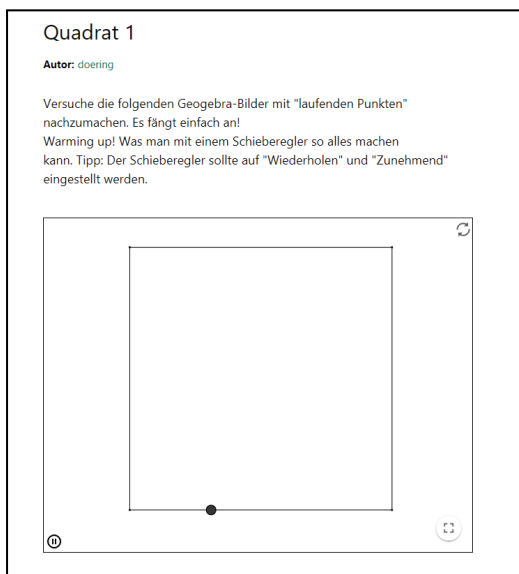 Quadrat 1
Autor: doering
Versuche die folgenden Geogebra-Bilder mit "laufenden Punkten"
nachzumachen. Es fängt einfach an!
Warming up! Was man mit einem Schieberegler so alles machen
kann. Tipp: Der Schieberegler sollte auf "Wiederholen" und "Zunehmend"
eingestellt werden.